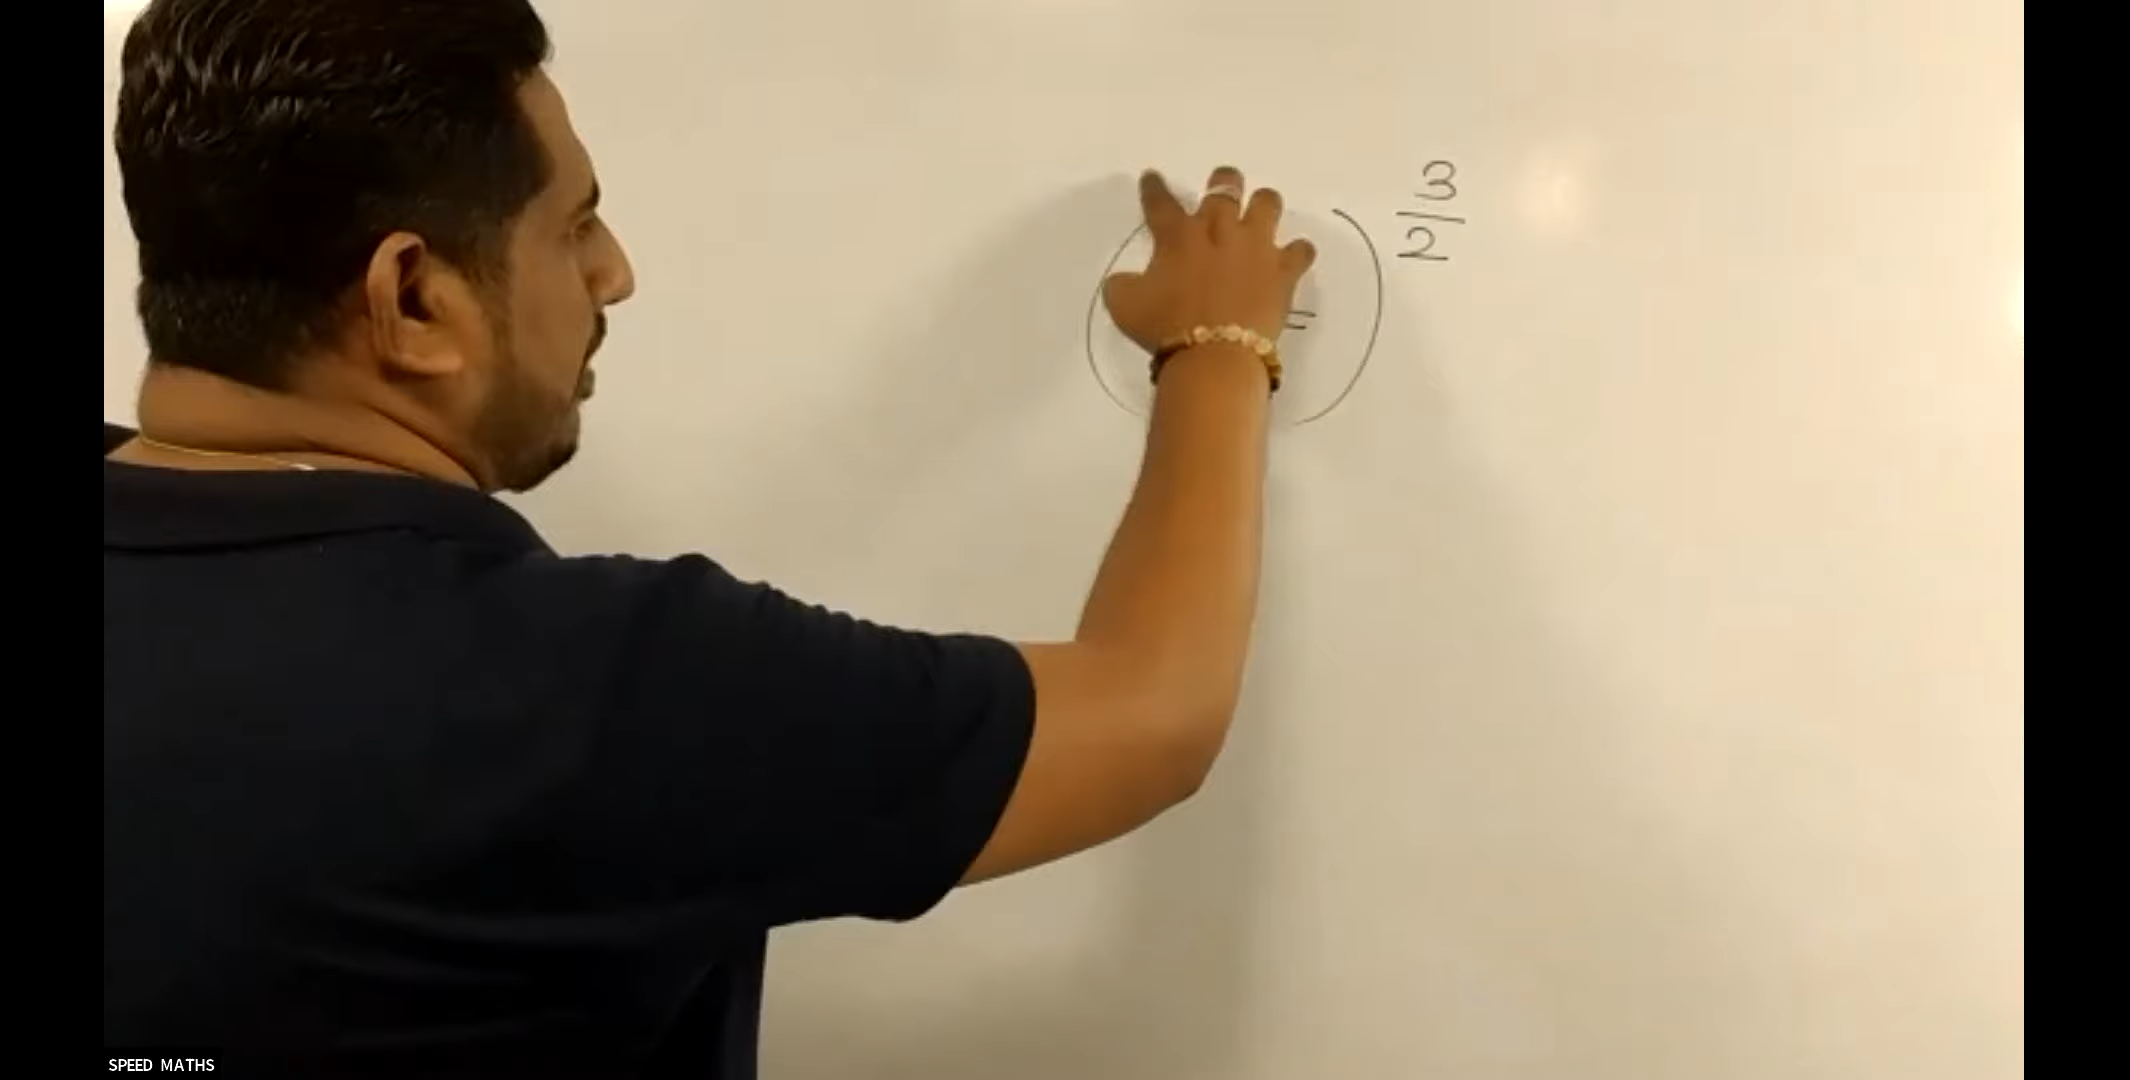 ( = ) 3/2
SPEED MATHS